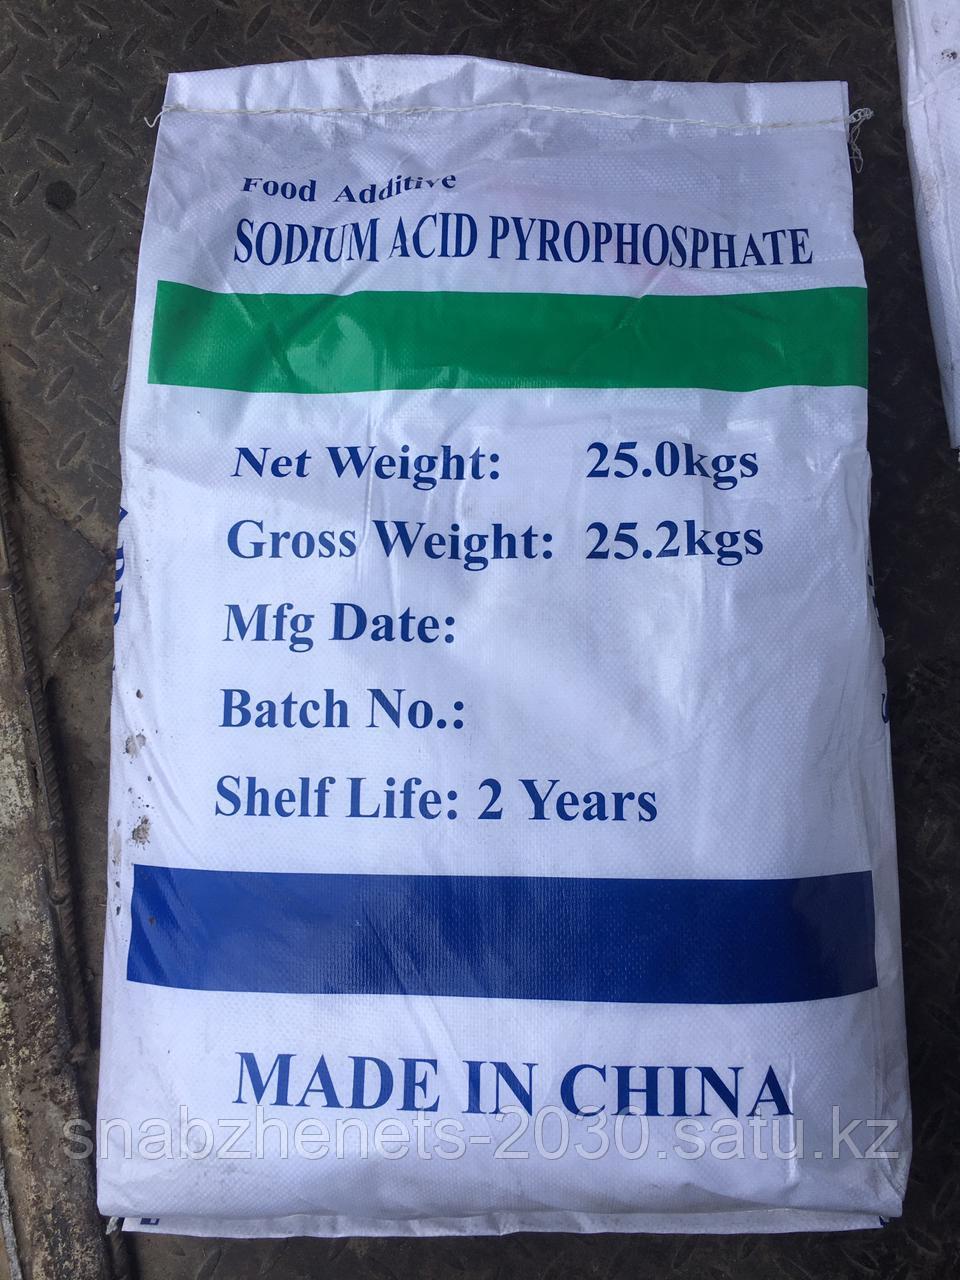 Food Additive
SODIUM ACID PYROPHOSPHATE
Net Weight: 25.0kgs
Gross Weight: 25.2kgs
Mfg Date:
Batch No.:
Shelf Life: 2 Years
MADE IN CHINA
snabzhenets-2030.satu.kz